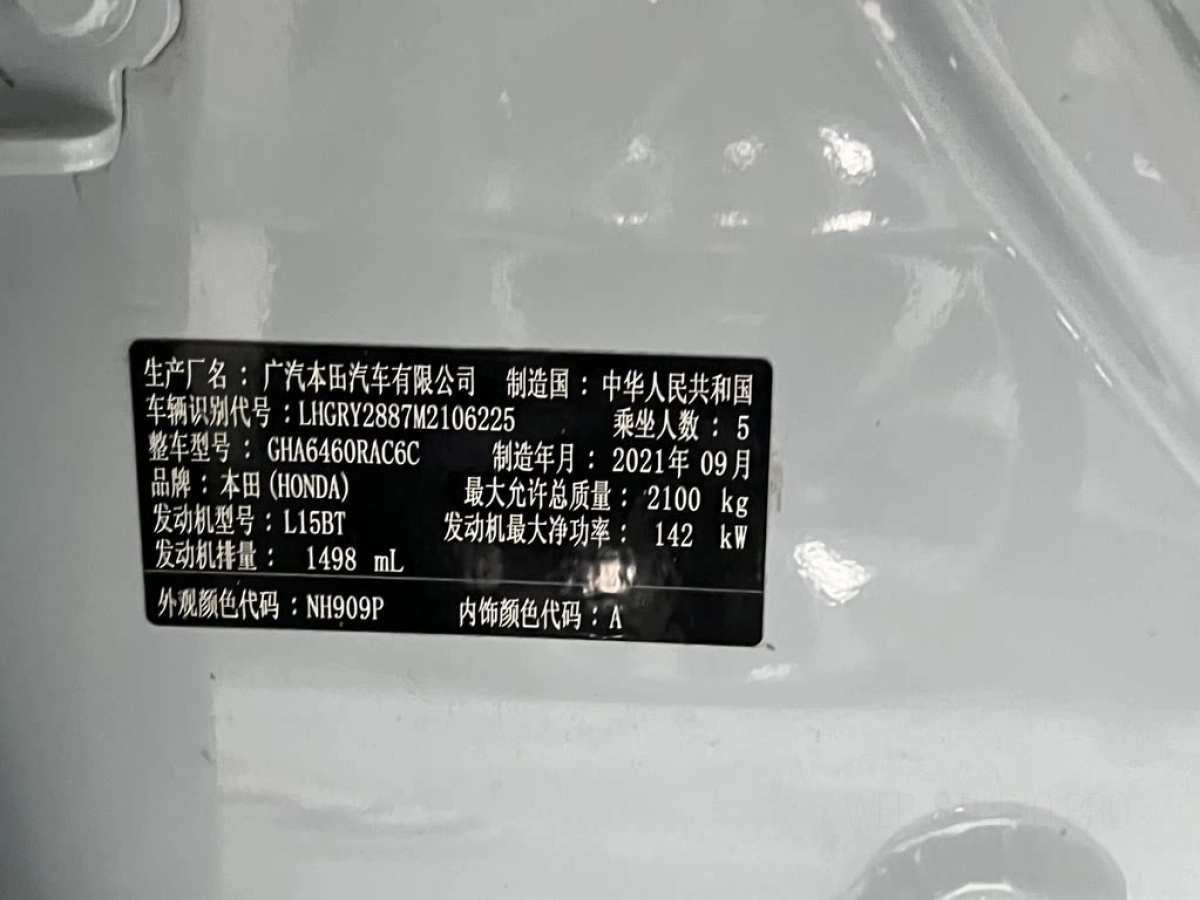 生产厂名：广汽本田汽车有限公司 制造国：中华人民共和国
车辆识别代号：LHGRY2887M2106225 乘坐人数：5
整车型号：GHA6460RAC6C 制造年月：2021年09月
品牌：本田(HONDA) 最大允许总质量：2100 kg
发动机型号：L15BT 发动机最大净功率：142 kW
发动机排量：1498 mL
外观颜色代码：NH909P 内饰颜色代码：A